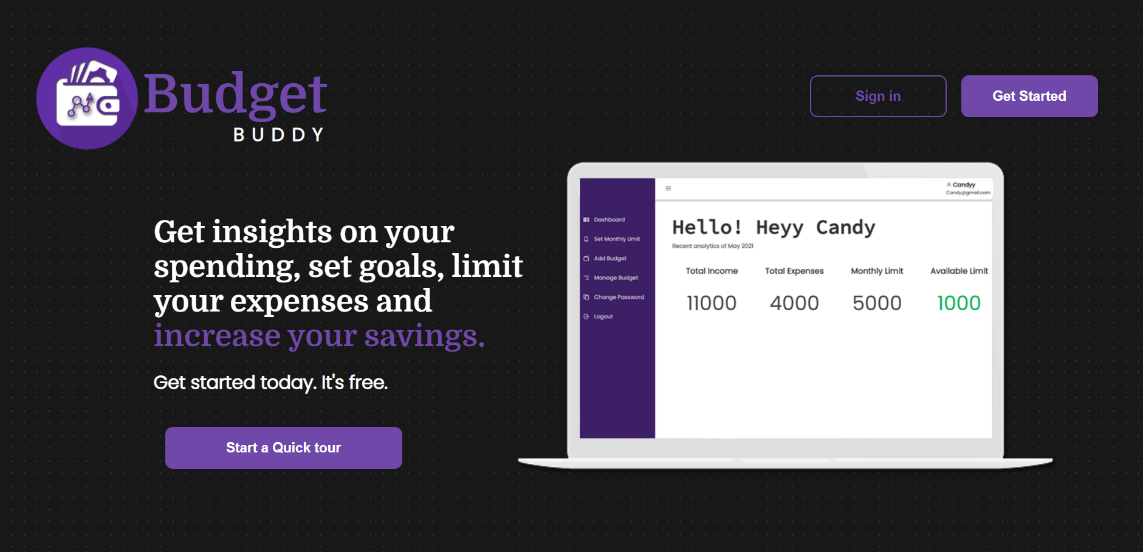 Budget
BUDDY
Sign in
Get Started
Get insights on your
spending, set goals, limit
your expenses and
increase your savings.
Get started today. It's free.
Start a Quick tour
Candyy
Candy@gmail.com
Dashboard
Set Monthly Limit
Add Budget
Manage Budget
Change Password
Logout
Hello! Heyy Candy
Recent analytics of May 2021
Total Income
Total Expenses
Monthly Limit
Available Limit
11000
4000
5000
1000